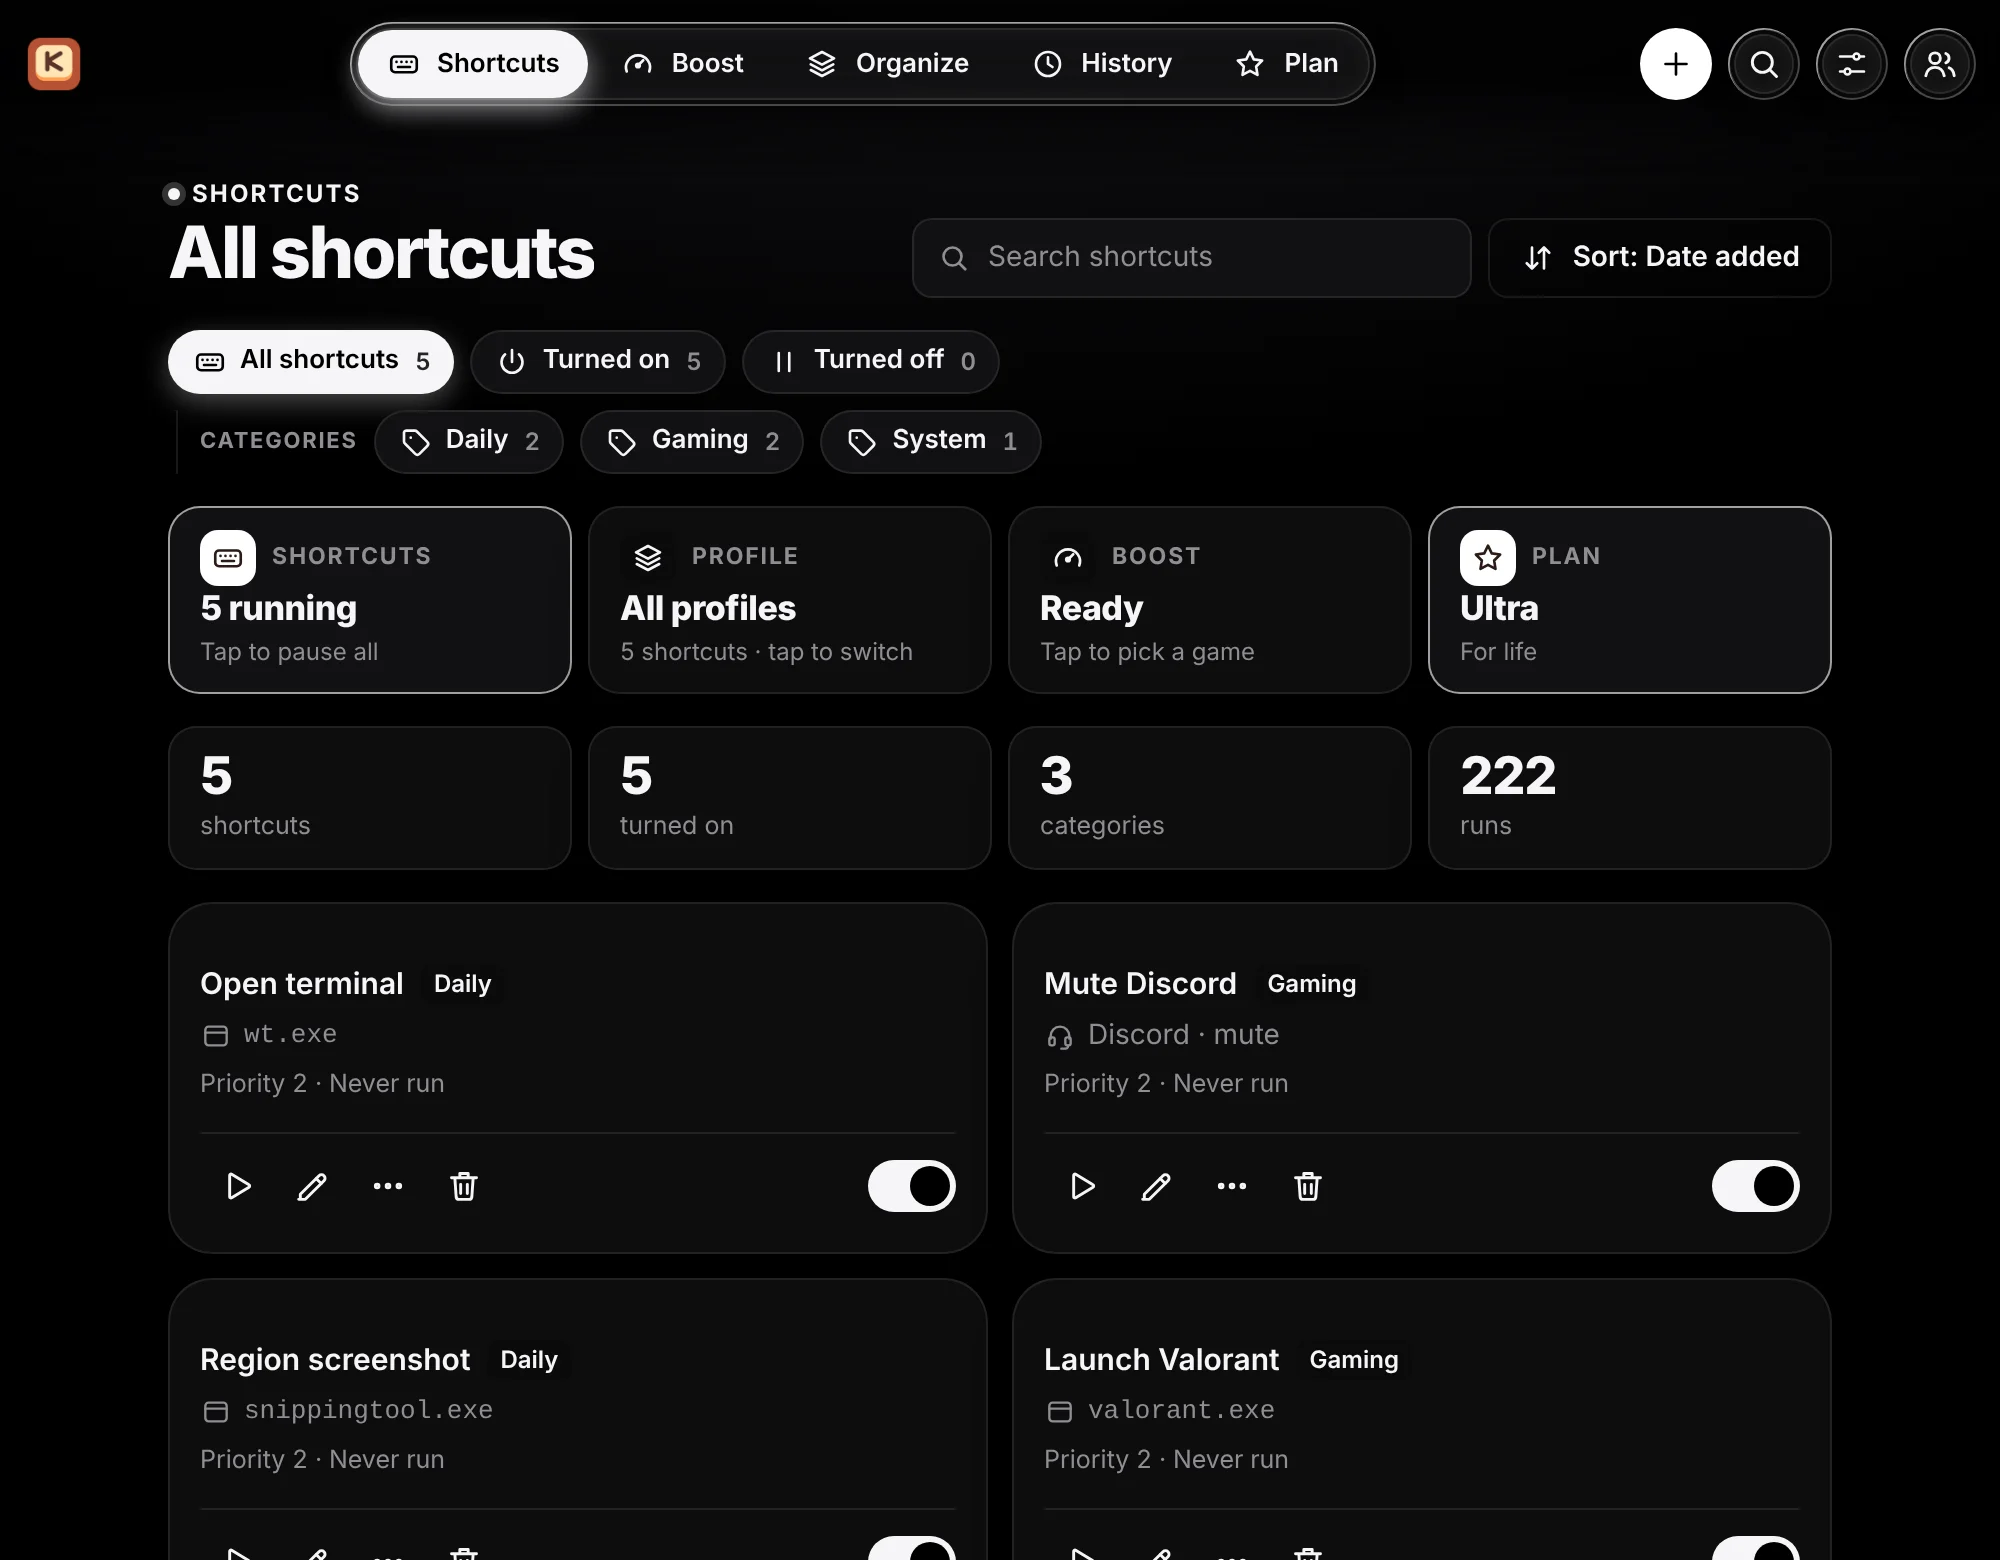 K
Shortcuts
Boost
Organize
History
Plan
SHORTCUTS
All shortcuts
Search shortcuts
Sort: Date added
All shortcuts 5
Turned on 5
Turned off 0
CATEGORIES
Daily 2
Gaming 2
System 1
SHORTCUTS
5 running
Tap to pause all
PROFILE
All profiles
5 shortcuts · tap to switch
BOOST
Ready
Tap to pick a game
PLAN
Ultra
For life
5
shortcuts
5
turned on
3
categories
222
runs
Open terminal Daily
wt.exe
Priority 2 · Never run
Mute Discord Gaming
Discord · mute
Priority 2 · Never run
Region screenshot Daily
snippingtool.exe
Priority 2 · Never run
Launch Valorant Gaming
valorant.exe
Priority 2 · Never run